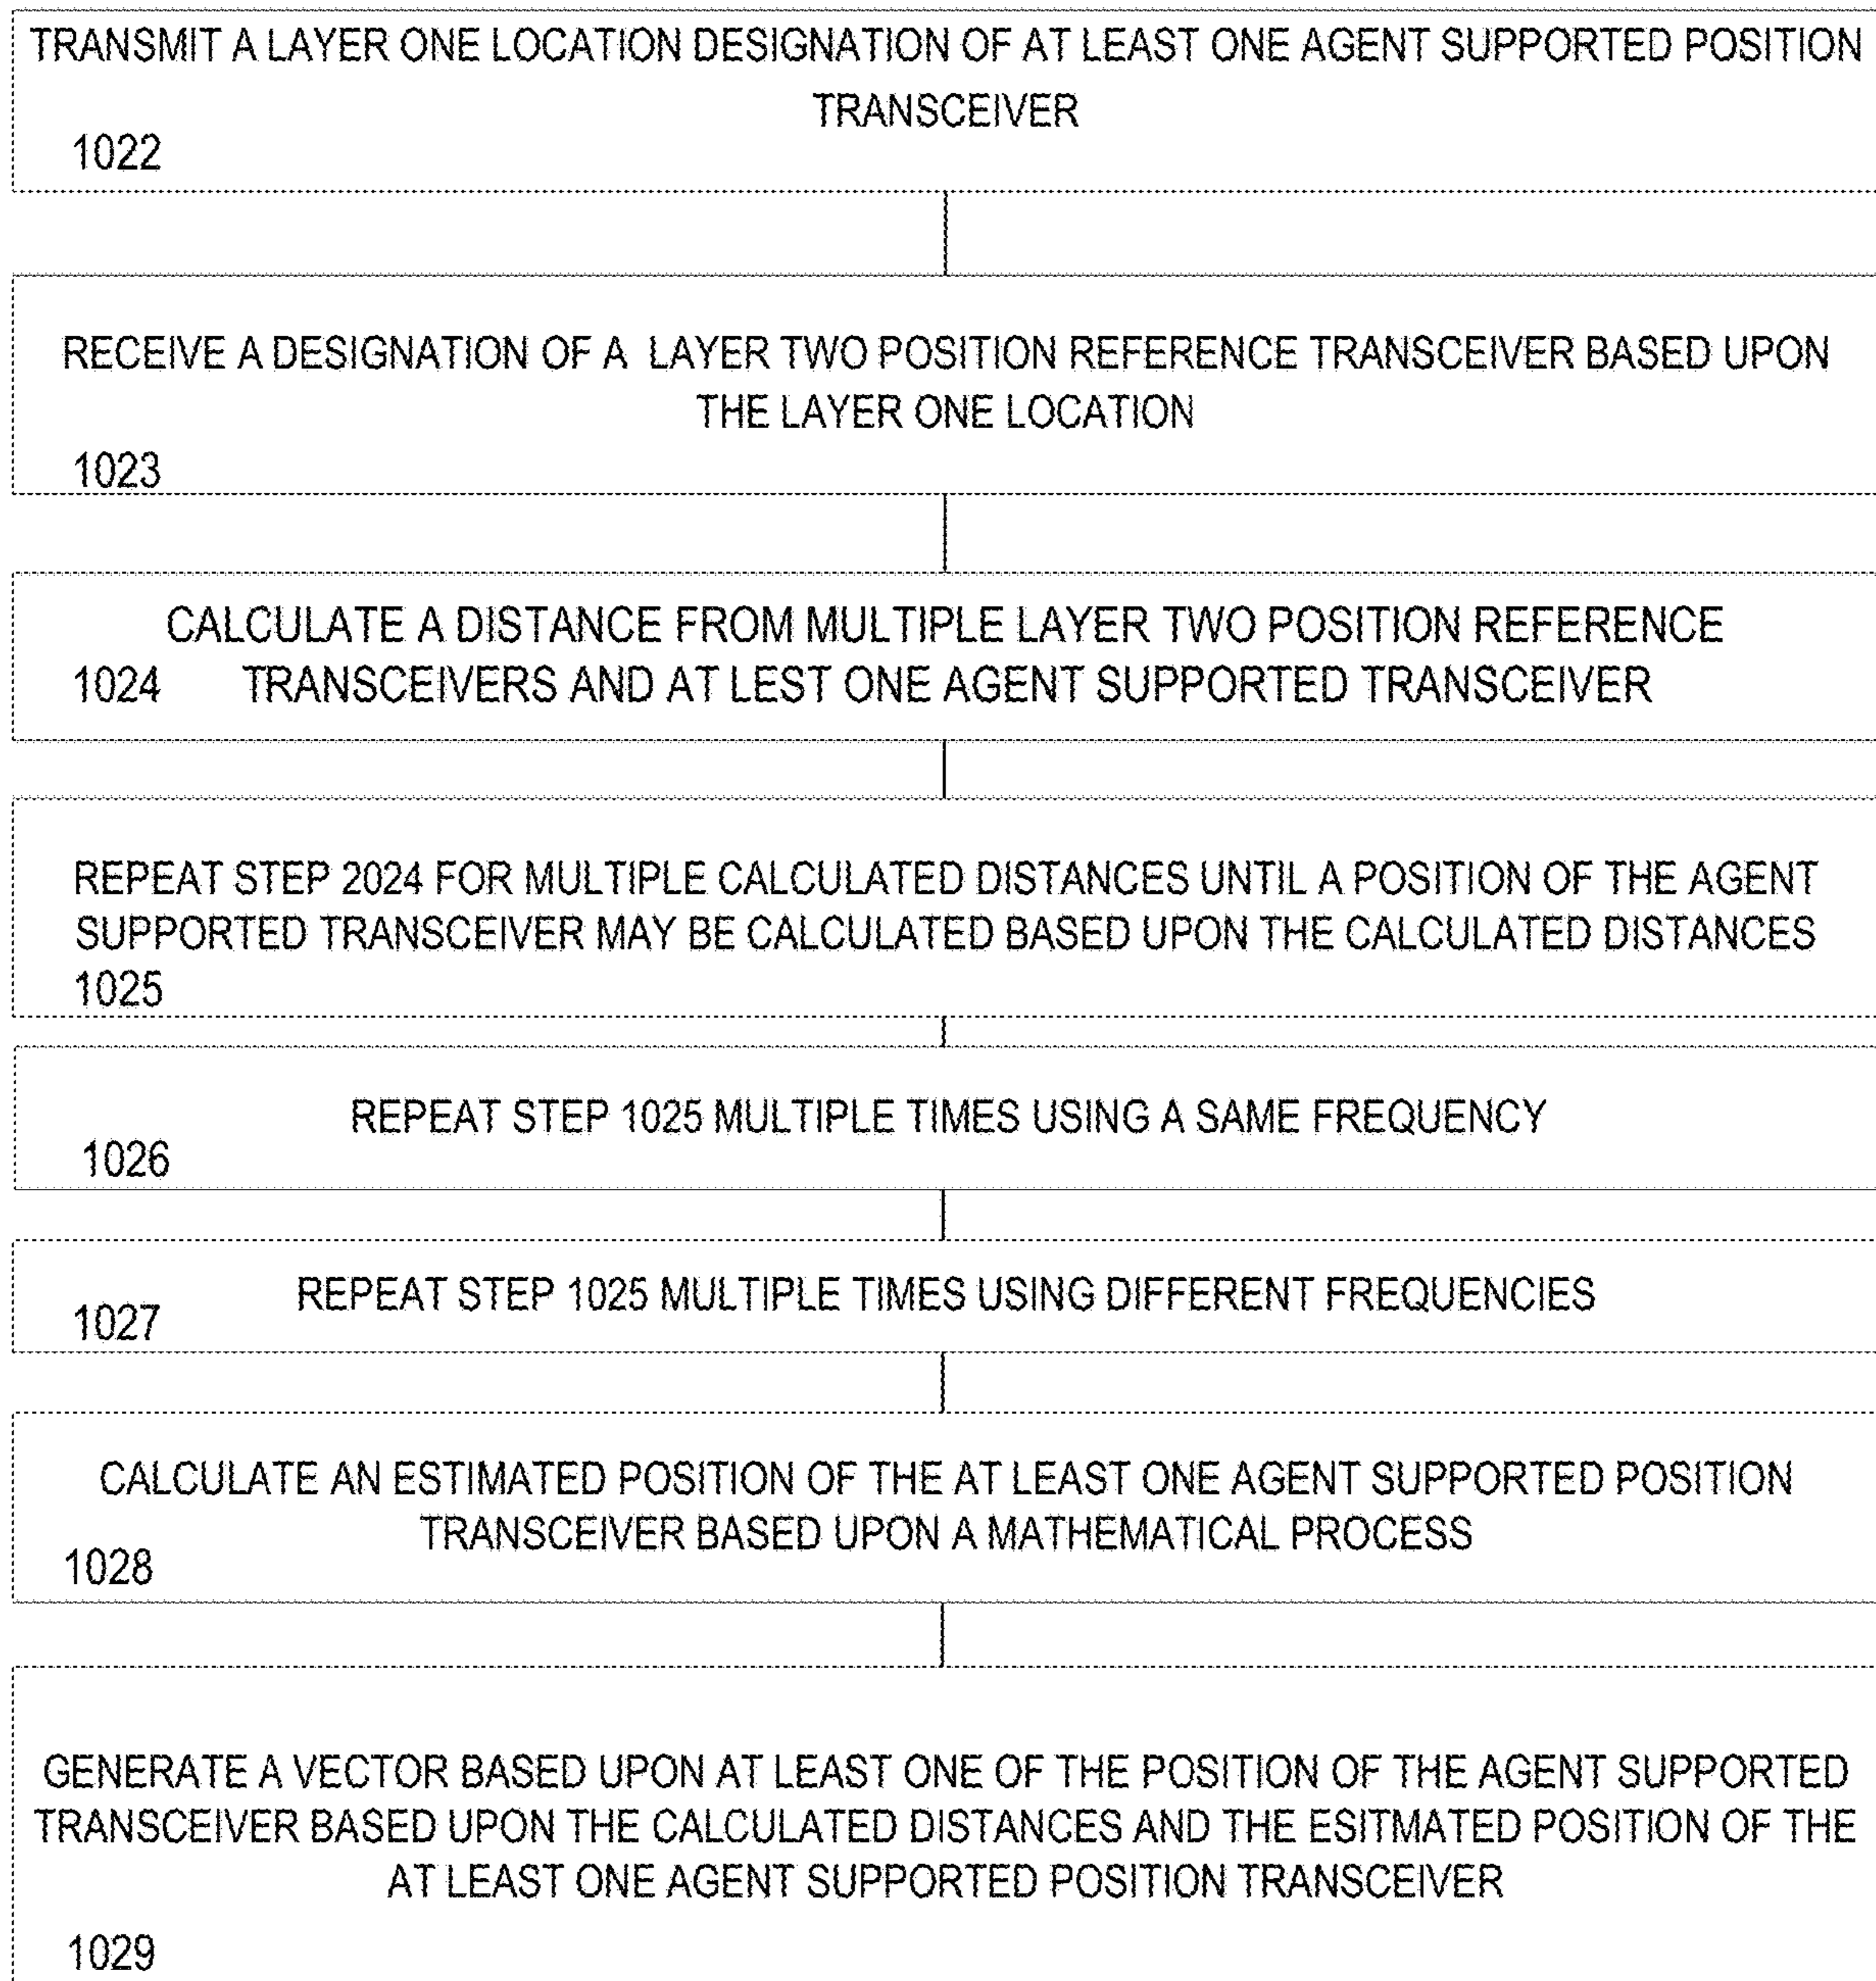 TRANSMIT A LAYER ONE LOCATION DESIGNATION OF AT LEAST ONE AGENT SUPPORTED POSITION
TRANSCEIVER
1022
RECEIVE A DESIGNATION OF A LAYER TWO POSITION REFERENCE TRANSCEIVER BASED UPON
THE LAYER ONE LOCATION
1023
CALCULATE A DISTANCE FROM MULTIPLE LAYER TWO POSITION REFERENCE
1024 TRANSCEIVERS AND AT LEST ONE AGENT SUPPORTED TRANSCEIVER
REPEAT STEP 2024 FOR MULTIPLE CALCULATED DISTANCES UNTIL A POSITION OF THE AGENT
SUPPORTED TRANSCEIVER MAY BE CALCULATED BASED UPON THE CALCULATED DISTANCES
1025
REPEAT STEP 1025 MULTIPLE TIMES USING A SAME FREQUENCY
1026
REPEAT STEP 1025 MULTIPLE TIMES USING DIFFERENT FREQUENCIES
1027
CALCULATE AN ESTIMATED POSITION OF THE AT LEAST ONE AGENT SUPPORTED POSITION
TRANSCEIVER BASED UPON A MATHEMATICAL PROCESS
1028
GENERATE A VECTOR BASED UPON AT LEAST ONE OF THE POSITION OF THE AGENT SUPPORTED
TRANSCEIVER BASED UPON THE CALCULATED DISTANCES AND THE ESITMATED POSITION OF THE
AT LEAST ONE AGENT SUPPORTED POSITION TRANSCEIVER
1029